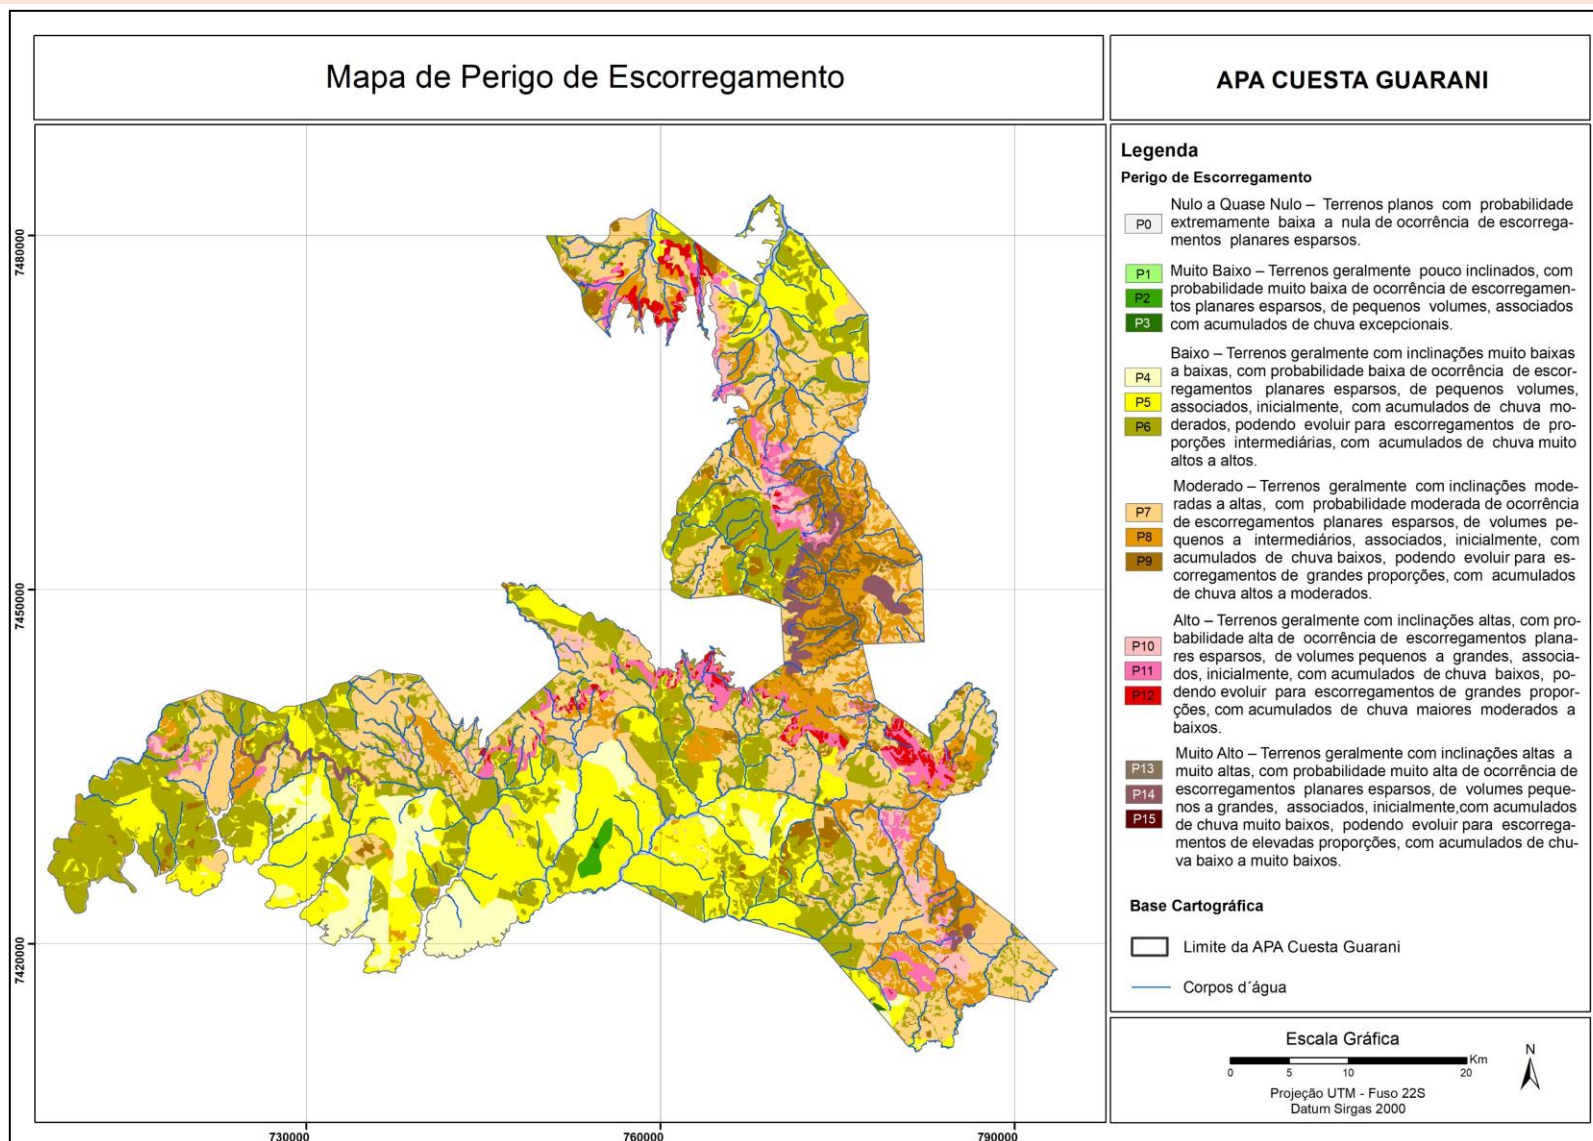 Mapa de Perigo de Escorregamento
APA CUESTA GUARANI
7480000
7450000
7420000
730000
760000
790000
Legenda
Perigo de Escorregamento
P0
Nulo a Quase Nulo – Terrenos planos com probabilidade
extremamente baixa a nula de ocorrência de escorrega-
mentos planares esparsos.
P1
P2
P3
Muito Baixo – Terrenos geralmente pouco inclinados, com
probabilidade muito baixa de ocorrência de escorregamen-
tos planares esparsos, de pequenos volumes, associados
com acumulados de chuva excepcionais.
P4
P5
P6
Baixo – Terrenos geralmente com inclinações muito baixas
a baixas, com probabilidade baixa de ocorrência de escor-
regamentos planares esparsos, de pequenos volumes,
associados, inicialmente, com acumulados de chuva mo-
derados, podendo evoluir para escorregamentos de pro-
porções intermediárias, com acumulados de chuva muito
altos a altos.
P7
P8
P9
Moderado – Terrenos geralmente com inclinações mode-
radas a altas, com probabilidade moderada de ocorrência
de escorregamentos planares esparsos, de volumes pe-
quenos a intermediários, associados, inicialmente, com
acumulados de chuva baixos, podendo evoluir para es-
corregamentos de grandes proporções, com acumulados
de chuva altos a moderados.
P10
P11
P12
Alto – Terrenos geralmente com inclinações altas, com pro-
babilidade alta de ocorrência de escorregamentos plana-
res esparsos, de volumes pequenos a grandes, associa-
dos, inicialmente, com acumulados de chuva baixos, po-
dendo evoluir para escorregamentos de grandes propor-
ções, com acumulados de chuva maiores moderados a
baixos.
P13
P14
P15
Muito Alto – Terrenos geralmente com inclinações altas a
muito altas, com probabilidade muito alta de ocorrência de
escorregamentos planares esparsos, de volumes peque-
nos a grandes, associados, inicialmente,com acumulados
de chuva muito baixos, podendo evoluir para escorrega-
mentos de elevadas proporções, com acumulados de chu-
va baixo a muito baixos.
Base Cartográfica
Limite da APA Cuesta Guarani
Corpos d´água
Escala Gráfica
Km
0 5 10 20
N
Projeção UTM - Fuso 22S
Datum Sirgas 2000